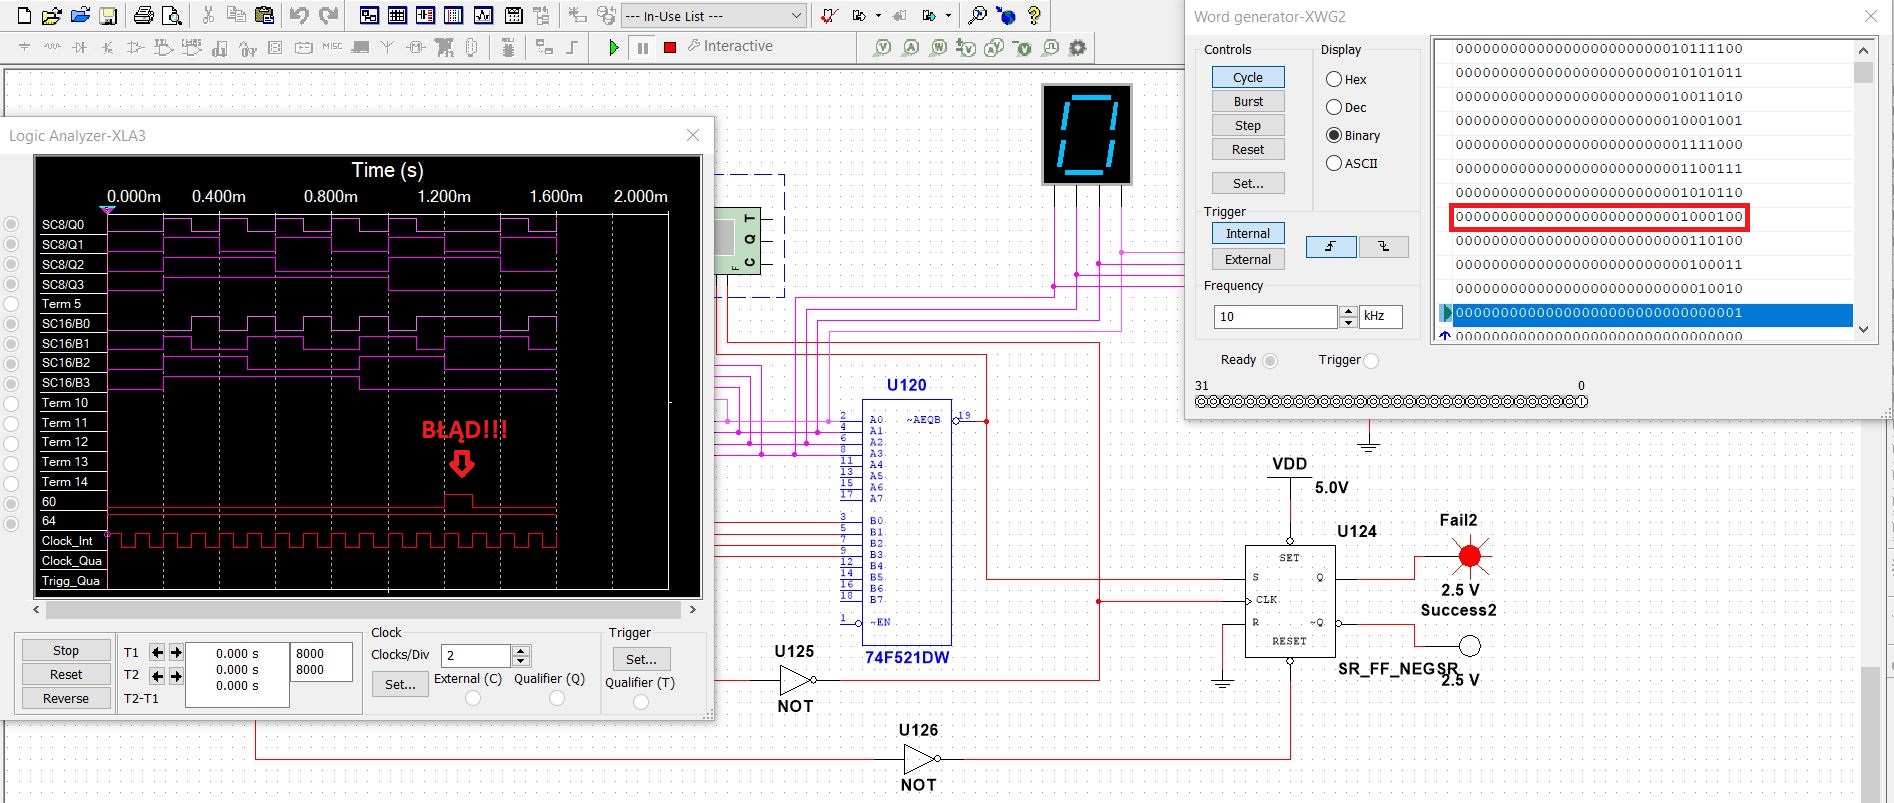 --- In-Use List ---
Interactive
MISC
Logic Analyzer-XLA3
Time (s)
0.000m 0.400m 0.800m 1.200m 1.600m 2.000m
SC8/Q0
SC8/Q1
SC8/Q2
SC8/Q3
Term 5
SC16/B0
SC16/B1
SC16/B2
SC16/B3
Term 10
Term 11
Term 12
Term 13
Term 14
60
64
Clock_Int
Clock_Qua
Trigg_Qua
BŁĄD!!!
Stop
Reset
Reverse
T1
T2
T2-T1
0.000 s
0.000 s
0.000 s
8000
8000
Clock
Clocks/Div
2
Set...
External (C)
Qualifier (Q)
Trigger
Set...
Qualifier (T)
T
Q
C
F
0
U120
2 A0
4 A1
6 A2
8 A3
11 A4
13 A5
15 A6
17 A7
3 B0
5 B1
7 B2
9 B3
12 B4
14 B5
16 B6
18 B7
1 ~EN
~AEQB 19
74F521DW
U125
NOT
U126
NOT
VDD
5.0V
U124
SET
S Q
CLK
R ~Q
RESET
SR_FF_NEGSR
Fail2
2.5 V
Success2
2.5 V
Word generator-XWG2
Controls
Cycle
Burst
Step
Reset
Set...
Display
Hex
Dec
Binary
ASCII
Trigger
Internal
External
Frequency
10
kHz
Ready
Trigger
31
0
00000000000000000000000010111100
00000000000000000000000010101011
00000000000000000000000010011010
00000000000000000000000010001001
00000000000000000000000001111000
00000000000000000000000001100111
00000000000000000000000001010110
00000000000000000000000001000100
00000000000000000000000000110100
00000000000000000000000000100011
00000000000000000000000000010010
00000000000000000000000000000001
00000000000000000000000000000000